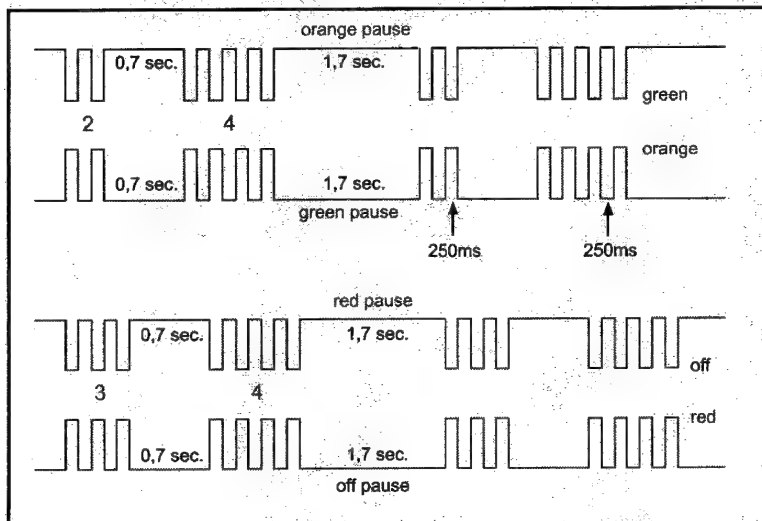 orange pause
0,7 sec. 1,7 sec.
green
2 4
orange
0,7 sec. 1,7 sec.
green pause
250ms 250ms
red pause
0,7 sec. 1,7 sec.
off
3 4
red
0,7 sec. 1,7 sec.
off pause